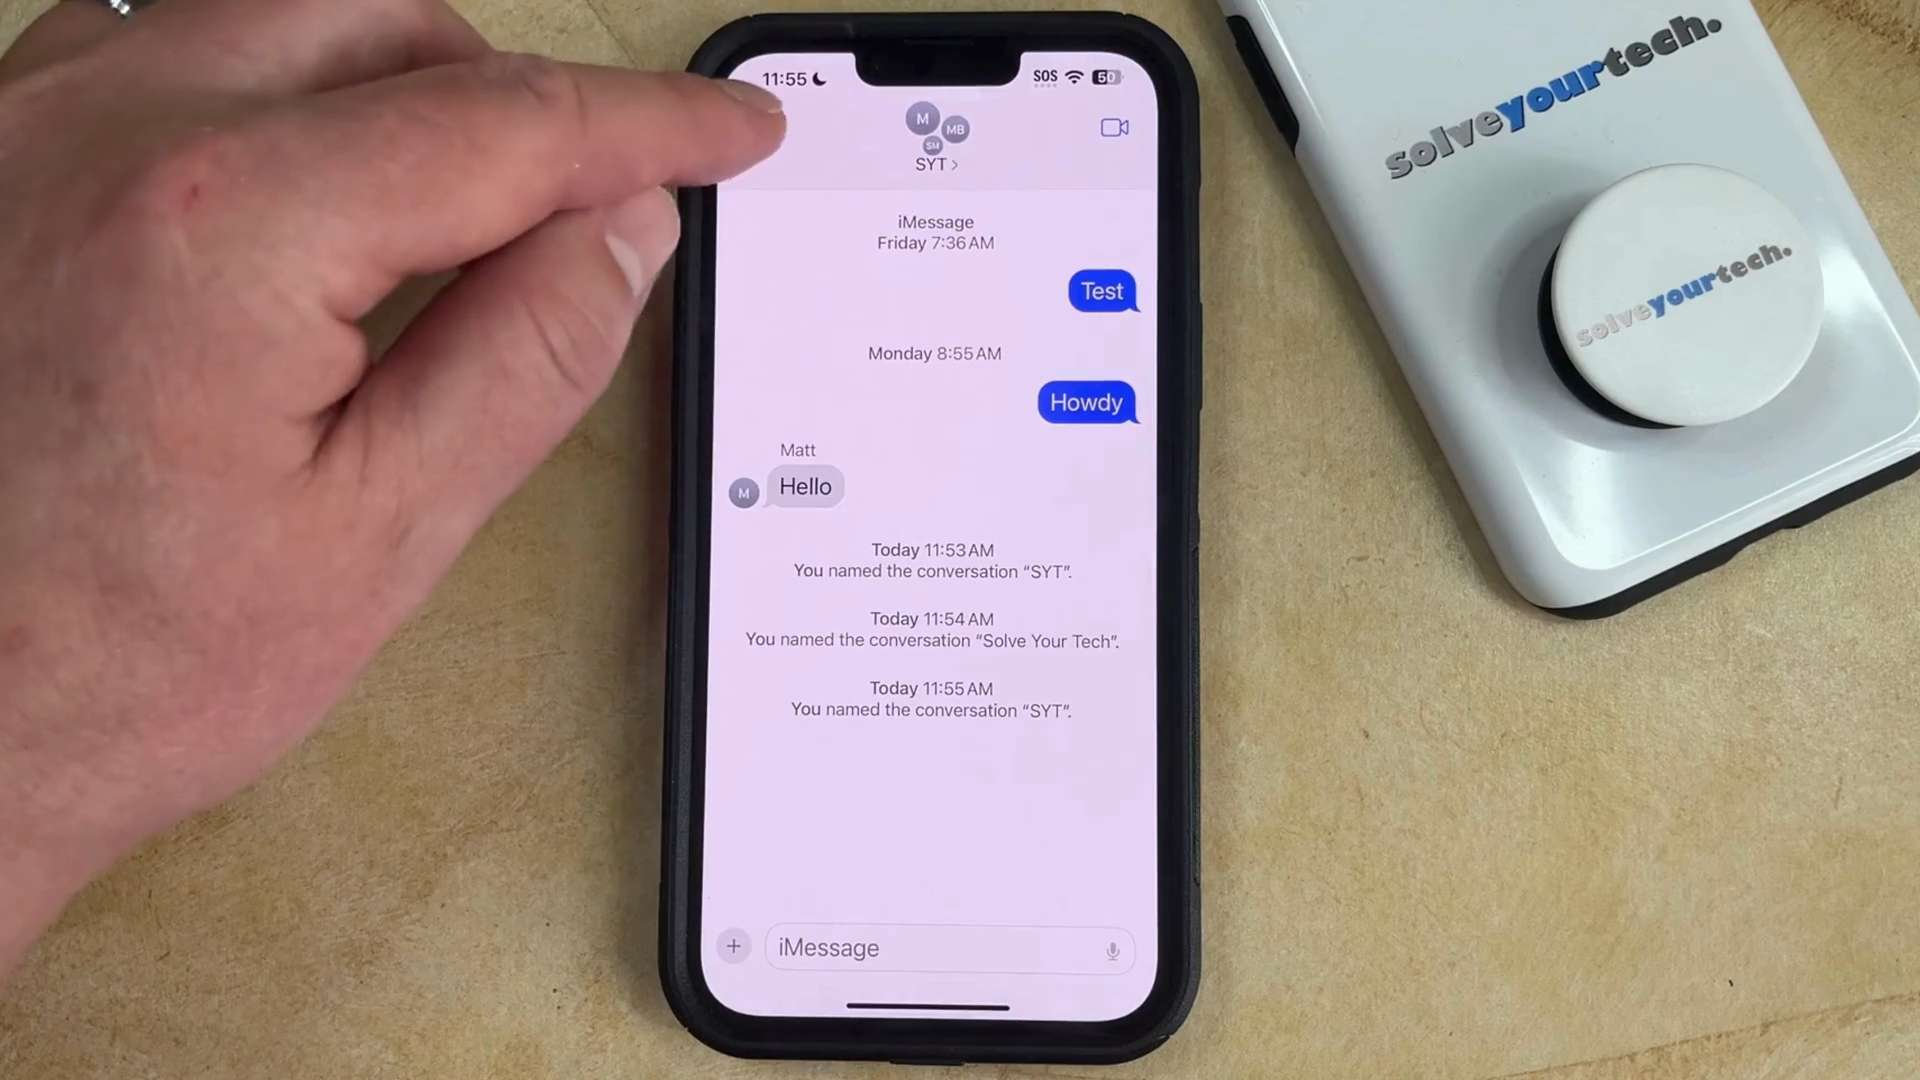 11:55
SOS
50
M
MB
SM
SYT
iMessage
Friday 7:36 AM
Test
Monday 8:55 AM
Howdy
Matt
M
Hello
Today 11:53 AM
You named the conversation “SYT”.
Today 11:54 AM
You named the conversation “Solve Your Tech”.
Today 11:55 AM
You named the conversation “SYT”.
iMessage
solveyourtech.
solveyourtech.